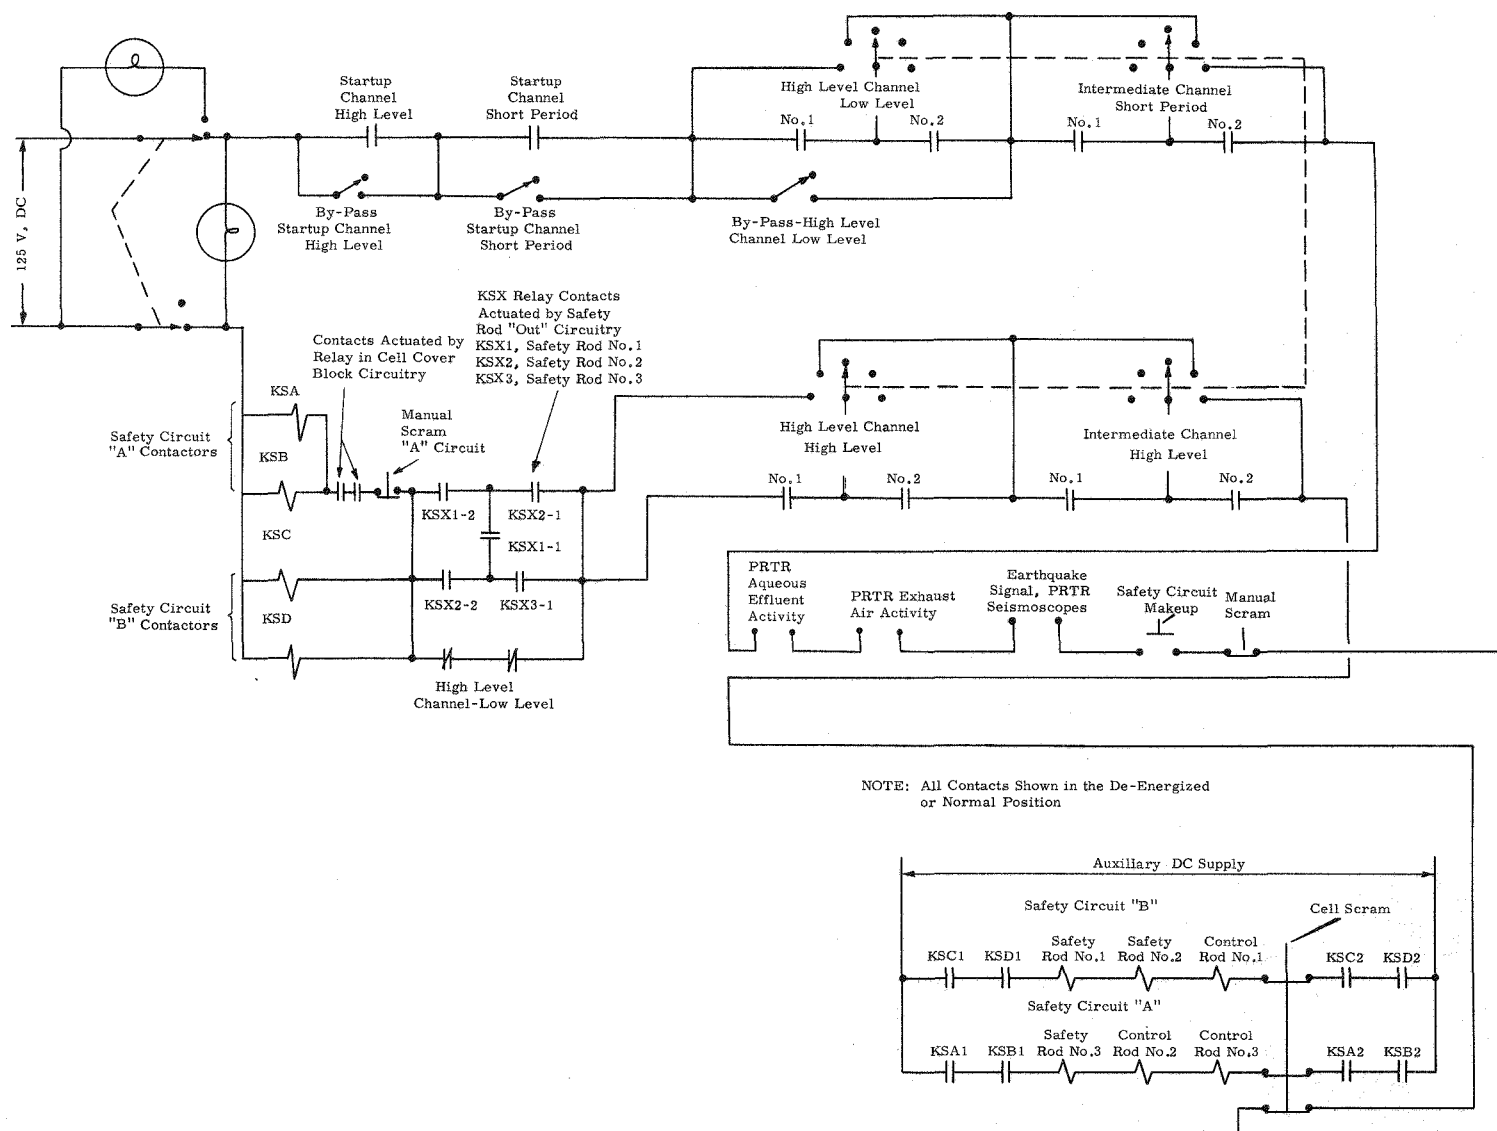 Startup
Channel
High Level
Startup
Channel
Short Period
High Level Channel
Low Level
No.1
No.2
Intermediate Channel
Short Period
No.1
No.2
125 V, DC
By-Pass
Startup Channel
High Level
By-Pass
Startup Channel
Short Period
By-Pass-High Level
Channel Low Level
KSX Relay Contacts
Actuated by Safety
Rod "Out" Circuitry
KSX1, Safety Rod No.1
KSX2, Safety Rod No.2
KSX3, Safety Rod No.3
Contacts Actuated by
Relay in Cell Cover
Block Circuitry
KSA
Manual
Scram
"A" Circuit
Safety Circuit
"A" Contactors
KSB
High Level Channel
High Level
No.1
No.2
Intermediate Channel
High Level
No.1
No.2
KSX1-2
KSX2-1
KSC
KSX1-1
KSX2-2
KSX3-1
Safety Circuit
"B" Contactors
KSD
High Level
Channel-Low Level
PRTR
Aqueous
Effluent
Activity
PRTR Exhaust
Air Activity
Earthquake
Signal, PRTR
Seismoscopes
Safety Circuit
Makeup
Manual
Scram
NOTE: All Contacts Shown in the De-Energized
or Normal Position
Auxiliary DC Supply
Safety Circuit "B"
Cell Scram
KSC1
KSD1
Safety
Rod No.1
Safety
Rod No.2
Control
Rod No.1
KSC2
KSD2
Safety Circuit "A"
KSA1
KSB1
Safety
Rod No.3
Control
Rod No.2
Control
Rod No.3
KSA2
KSB2